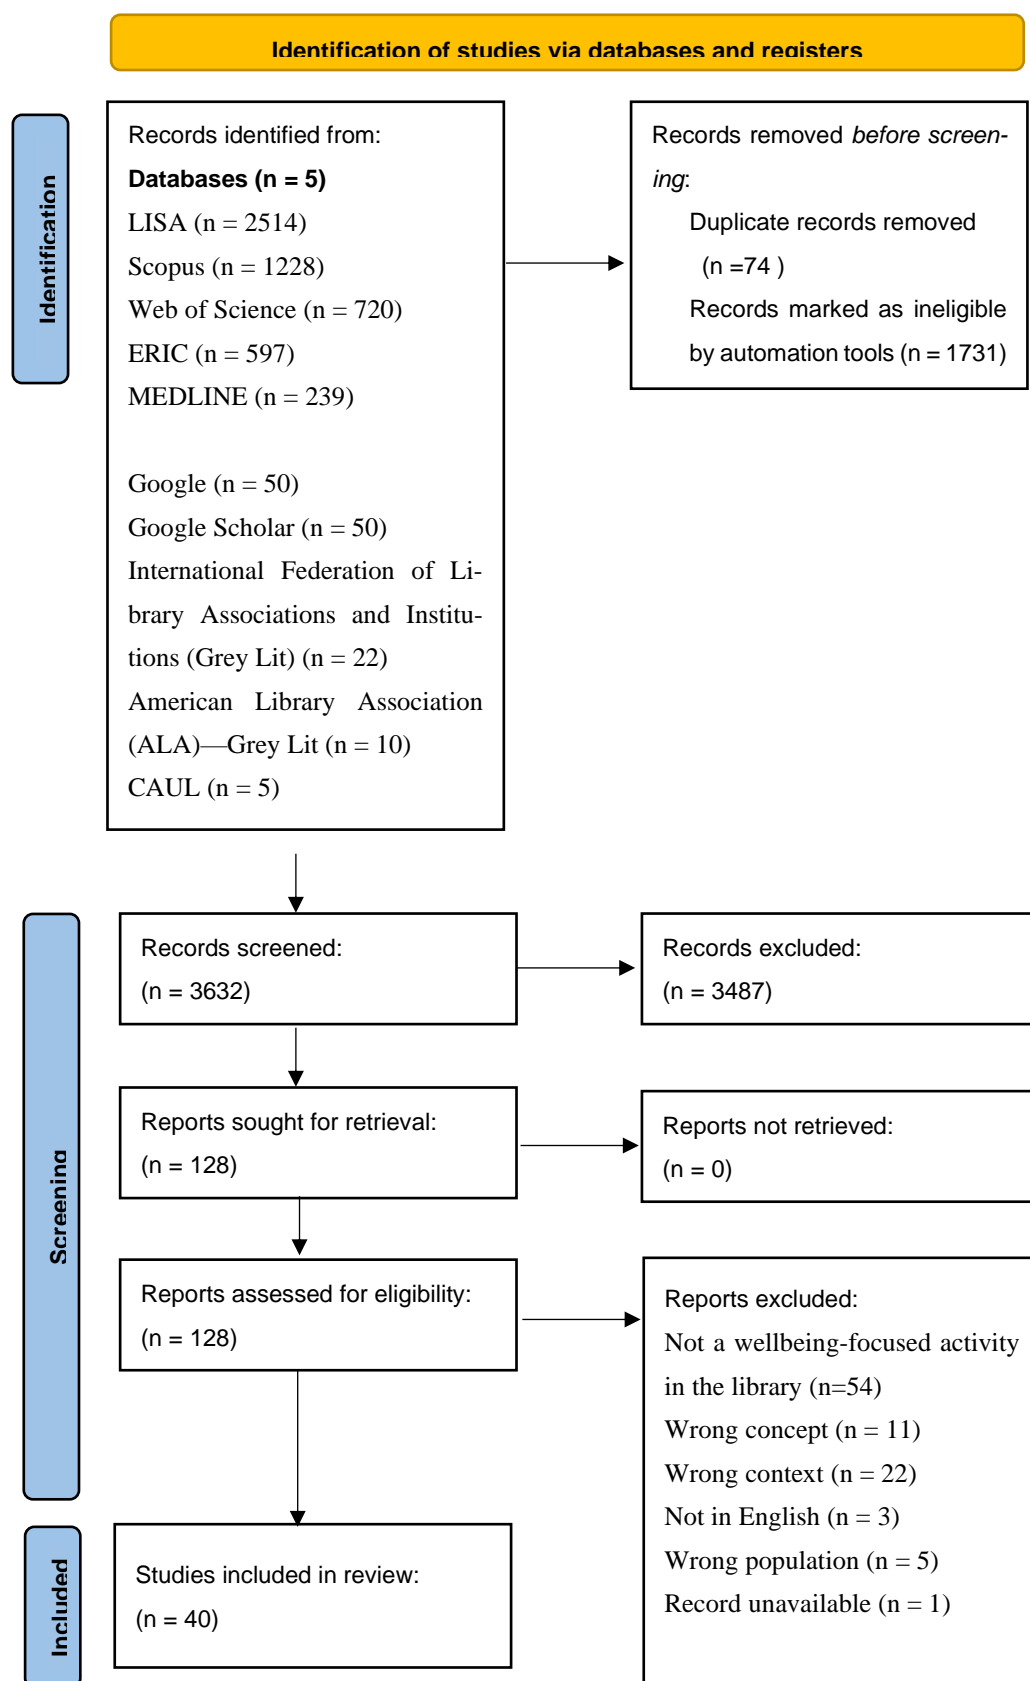 Identification of studies via databases and registers
Identification
Records identified from:
Databases (n = 5)
LISA (n = 2514)
Scopus (n = 1228)
Web of Science (n = 720)
ERIC (n = 597)
MEDLINE (n = 239)
Google (n = 50)
Google Scholar (n = 50)
International Federation of Li-
brary Associations and Institu-
tions (Grey Lit) (n = 22)
American Library Association
(ALA)—Grey Lit (n = 10)
CAUL (n = 5)
Records removed before screen-
ing:
Duplicate records removed
(n =74 )
Records marked as ineligible
by automation tools (n = 1731)
Screening
Records screened:
(n = 3632)
Records excluded:
(n = 3487)
Reports sought for retrieval:
(n = 128)
Reports not retrieved:
(n = 0)
Reports assessed for eligibility:
(n = 128)
Reports excluded:
Not a wellbeing-focused activity
in the library (n=54)
Wrong concept (n = 11)
Wrong context (n = 22)
Not in English (n = 3)
Wrong population (n = 5)
Record unavailable (n = 1)
Included
Studies included in review:
(n = 40)